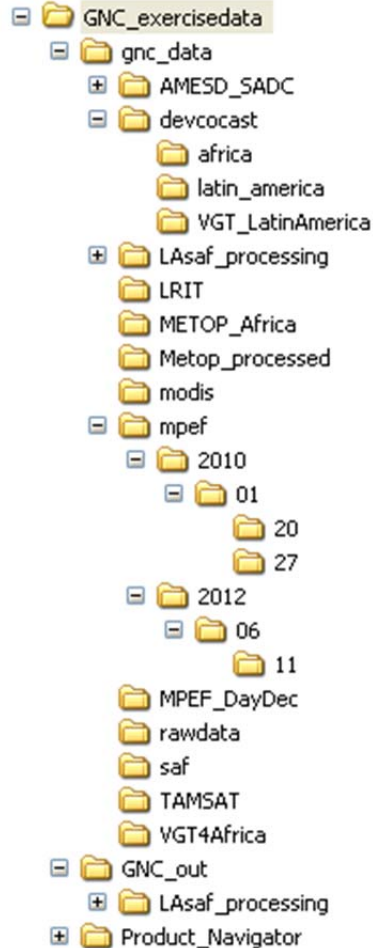 GNC_exercisedata
gnc_data
AMESD_SADC
devcocast
africa
latin_america
VGT_LatinAmerica
LAsaf_processing
LRIT
METOP_Africa
Metop_processed
modis
mpef
2010
01
20
27
2012
06
11
MPEF_DayDec
rawdata
saf
TAMSAT
VGT4Africa
GNC_out
LAsaf_processing
Product_Navigator